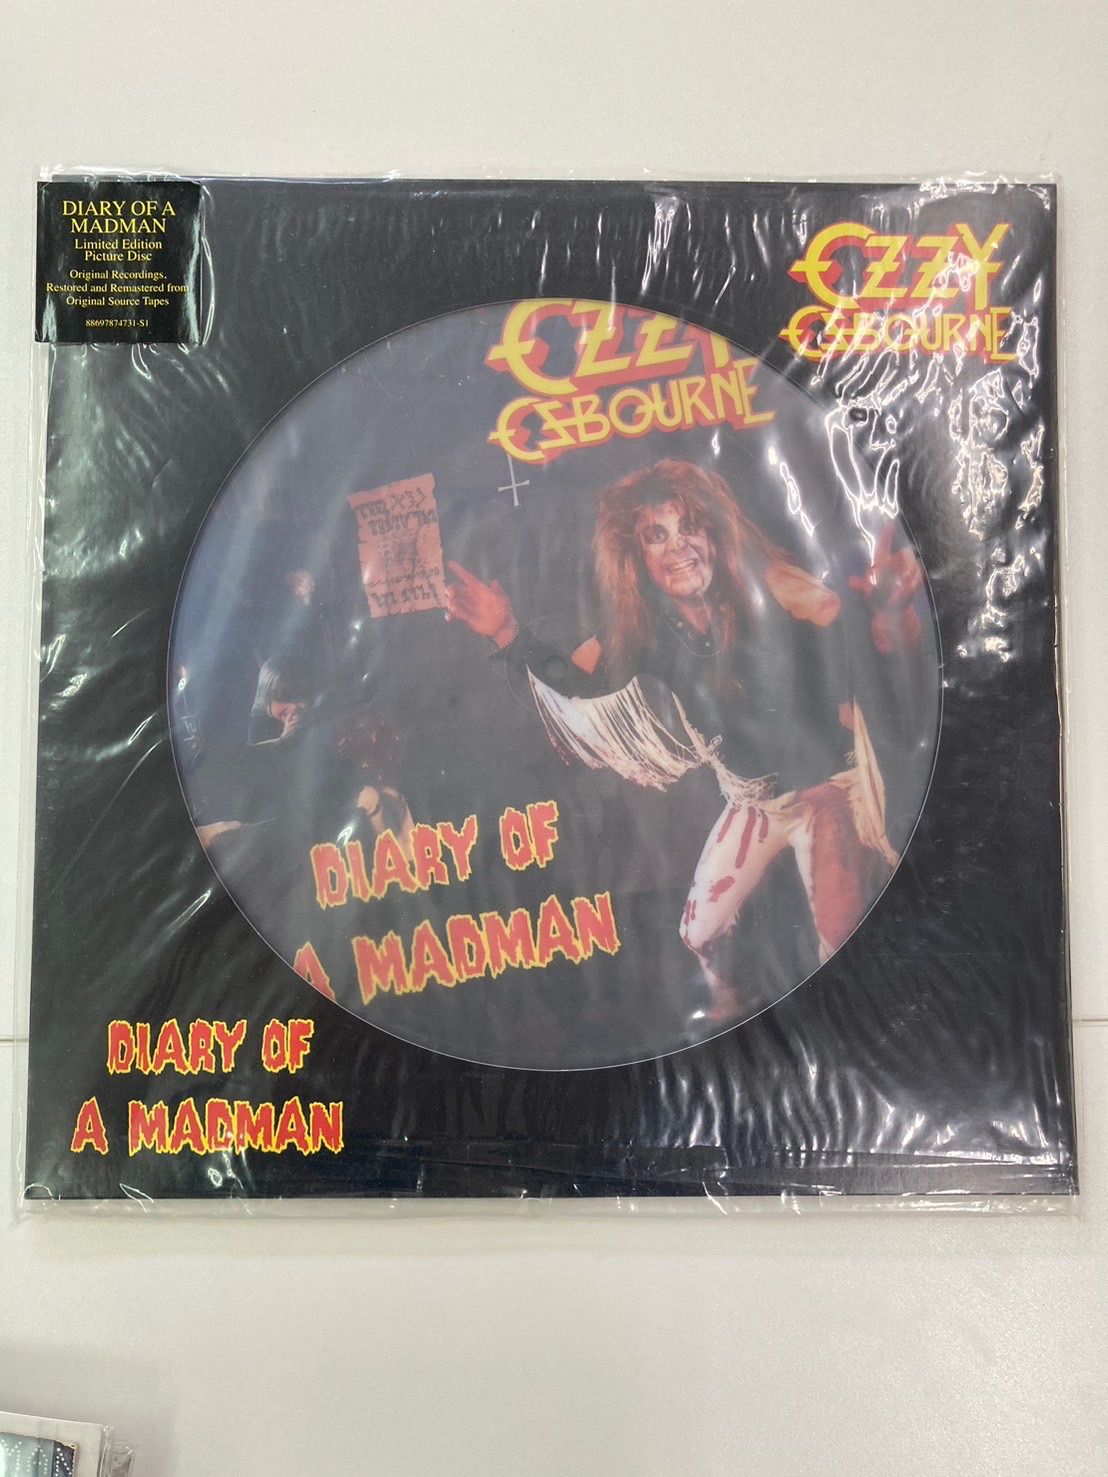 DIARY OF A
MADMAN
Limited Edition
Picture Disc
Original Recordings,
Restored and Remastered from
Original Source Tapes
88697874731-S1
OZZY
OSBOURNE
OZZY
OSBOURNE
DIARY OF
A MADMAN
DIARY OF
A MADMAN